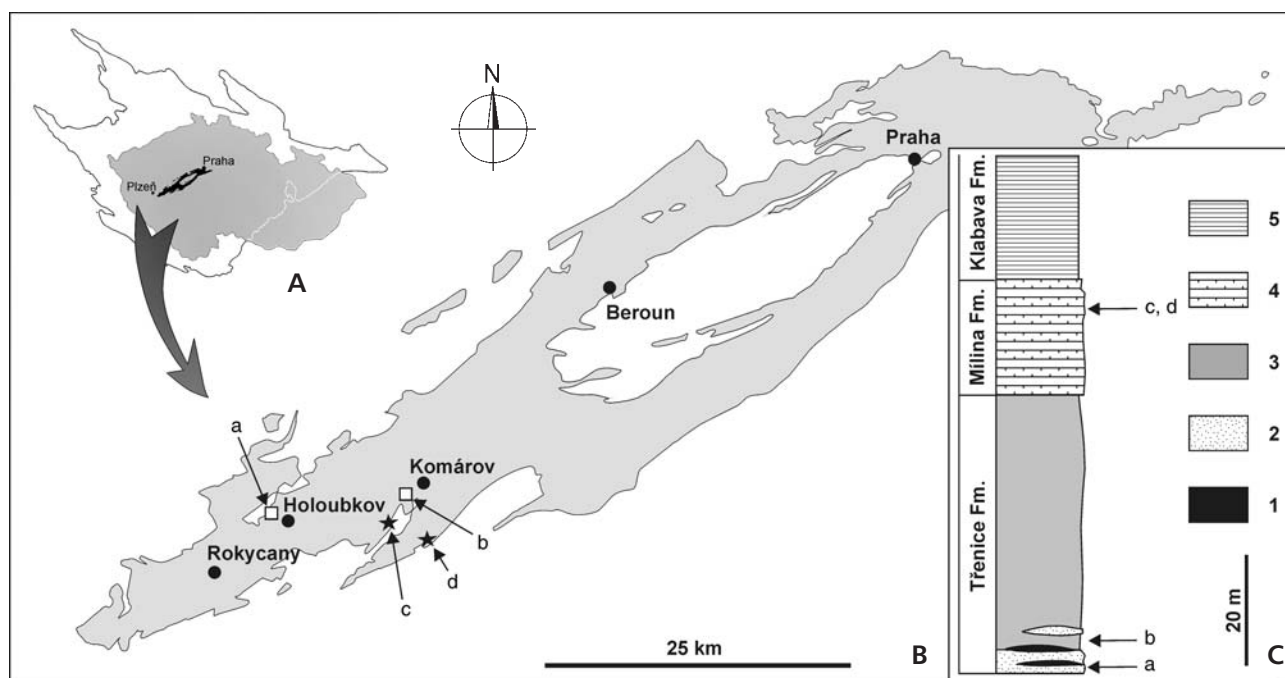 Praha
Plzeň
A
N
Praha
Beroun
a
Komárov
Holoubkov
b
Rokycany
c
d
25 km
B
Klabava Fm.
Mílina Fm.
Třenice Fm.
c, d
b
a
5
4
3
2
1
20 m
C